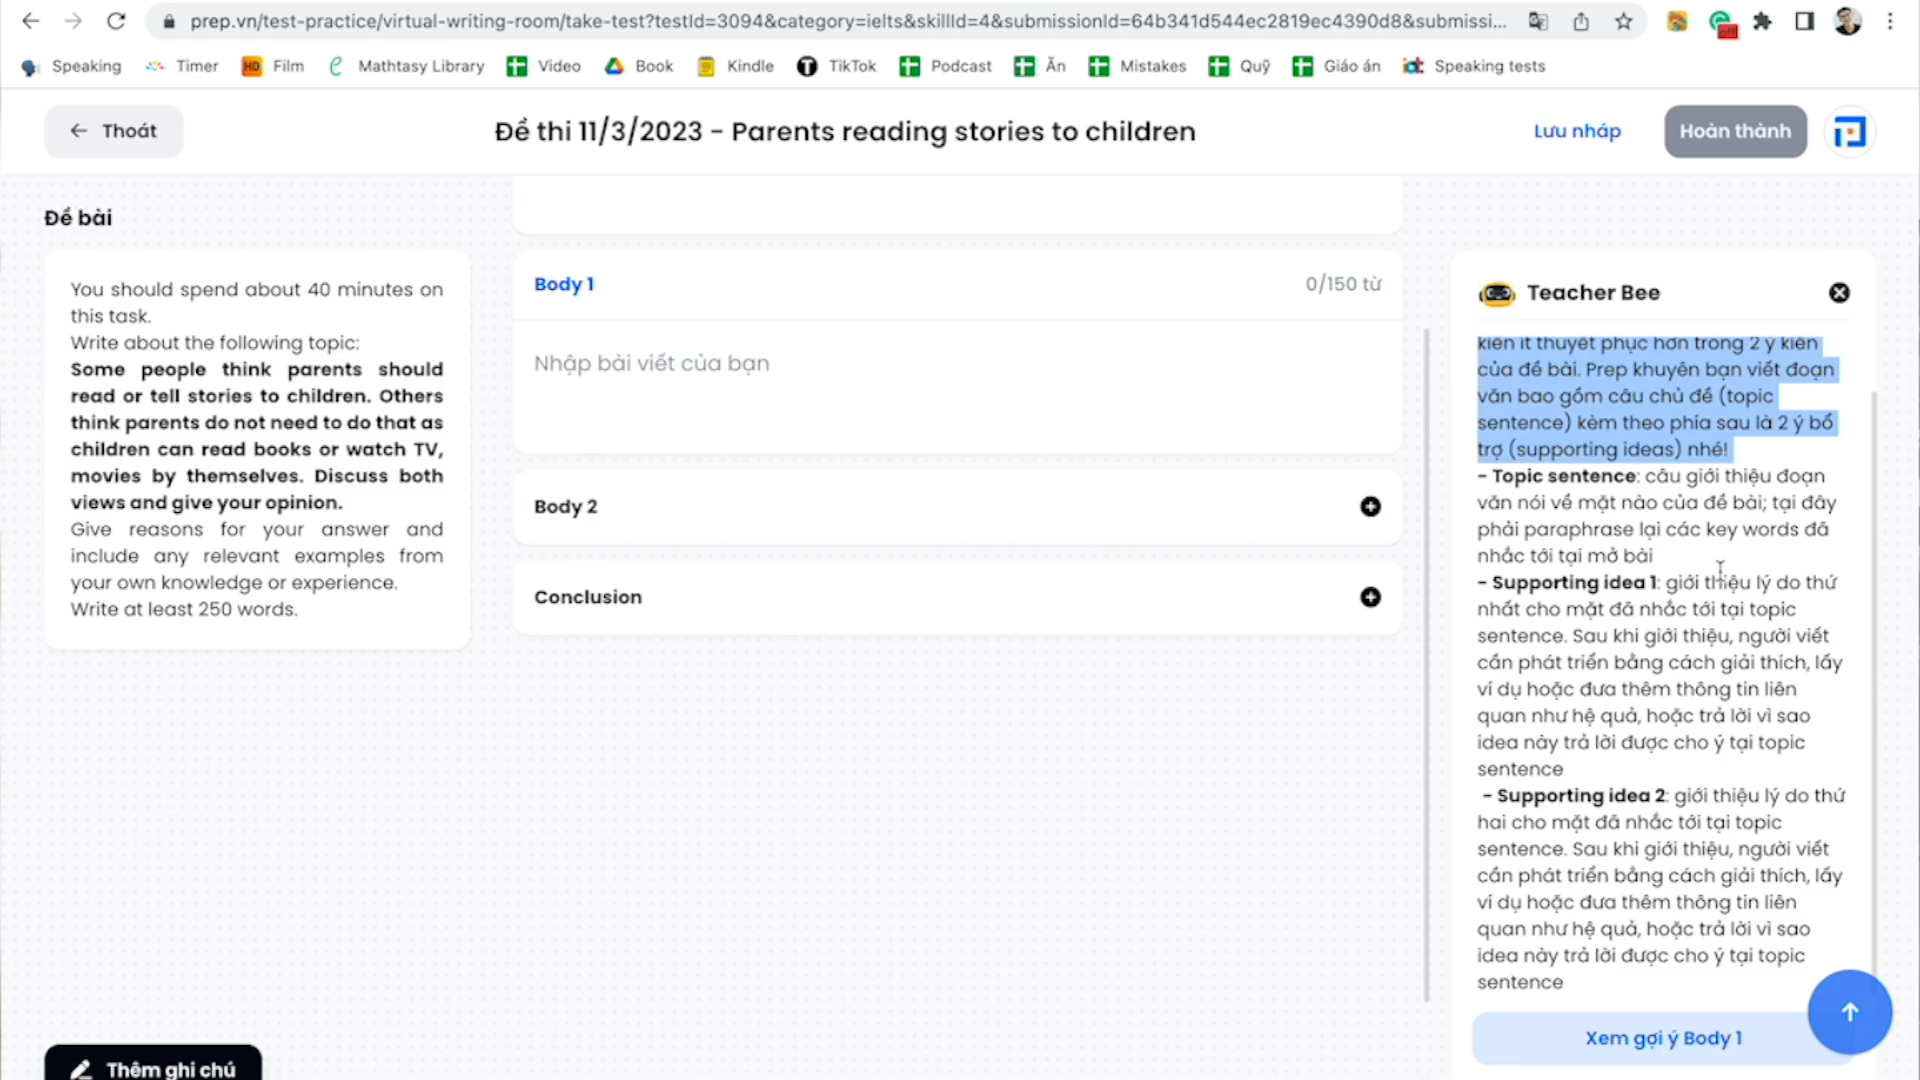 prep.vn/test-practice/virtual-writing-room/take-test?testId=3094&category=ielts&skillId=4&submissionId=64b341d544ec2819ec4390d8&submissi...
Speaking Timer HD Film Mathtasy Library Video Book Kindle TikTok Podcast Ăn Mistakes Quỹ Giáo án Speaking tests
Thoát
Đề thi 11/3/2023 - Parents reading stories to children
Lưu nháp
Hoàn thành
Đề bài
You should spend about 40 minutes on
this task.
Write about the following topic:
Some people think parents should
read or tell stories to children. Others
think parents do not need to do that as
children can read books or watch TV,
movies by themselves. Discuss both
views and give your opinion.
Give reasons for your answer and
include any relevant examples from
your own knowledge or experience.
Write at least 250 words.
Thêm ghi chú
Body 1
0/150 từ
Nhập bài viết của bạn
Body 2
Conclusion
Teacher Bee
kiến ít thuyết phục hơn trong 2 ý kiến
của đề bài. Prep khuyên bạn viết đoạn
văn bao gồm câu chủ đề (topic
sentence) kèm theo phía sau là 2 ý bổ
trợ (supporting ideas) nhé!
- Topic sentence: câu giới thiệu đoạn
văn nói về mặt nào của đề bài; tại đây
phải paraphrase lại các key words đã
nhắc tới tại mở bài
- Supporting idea 1: giới thiệu lý do thứ
nhất cho mặt đã nhắc tới tại topic
sentence. Sau khi giới thiệu, người viết
cần phát triển bằng cách giải thích, lấy
ví dụ hoặc đưa thêm thông tin liên
quan như hệ quả, hoặc trả lời vì sao
idea này trả lời được cho ý tại topic
sentence
- Supporting idea 2: giới thiệu lý do thứ
hai cho mặt đã nhắc tới tại topic
sentence. Sau khi giới thiệu, người viết
cần phát triển bằng cách giải thích, lấy
ví dụ hoặc đưa thêm thông tin liên
quan như hệ quả, hoặc trả lời vì sao
idea này trả lời được cho ý tại topic
sentence
Xem gợi ý Body 1